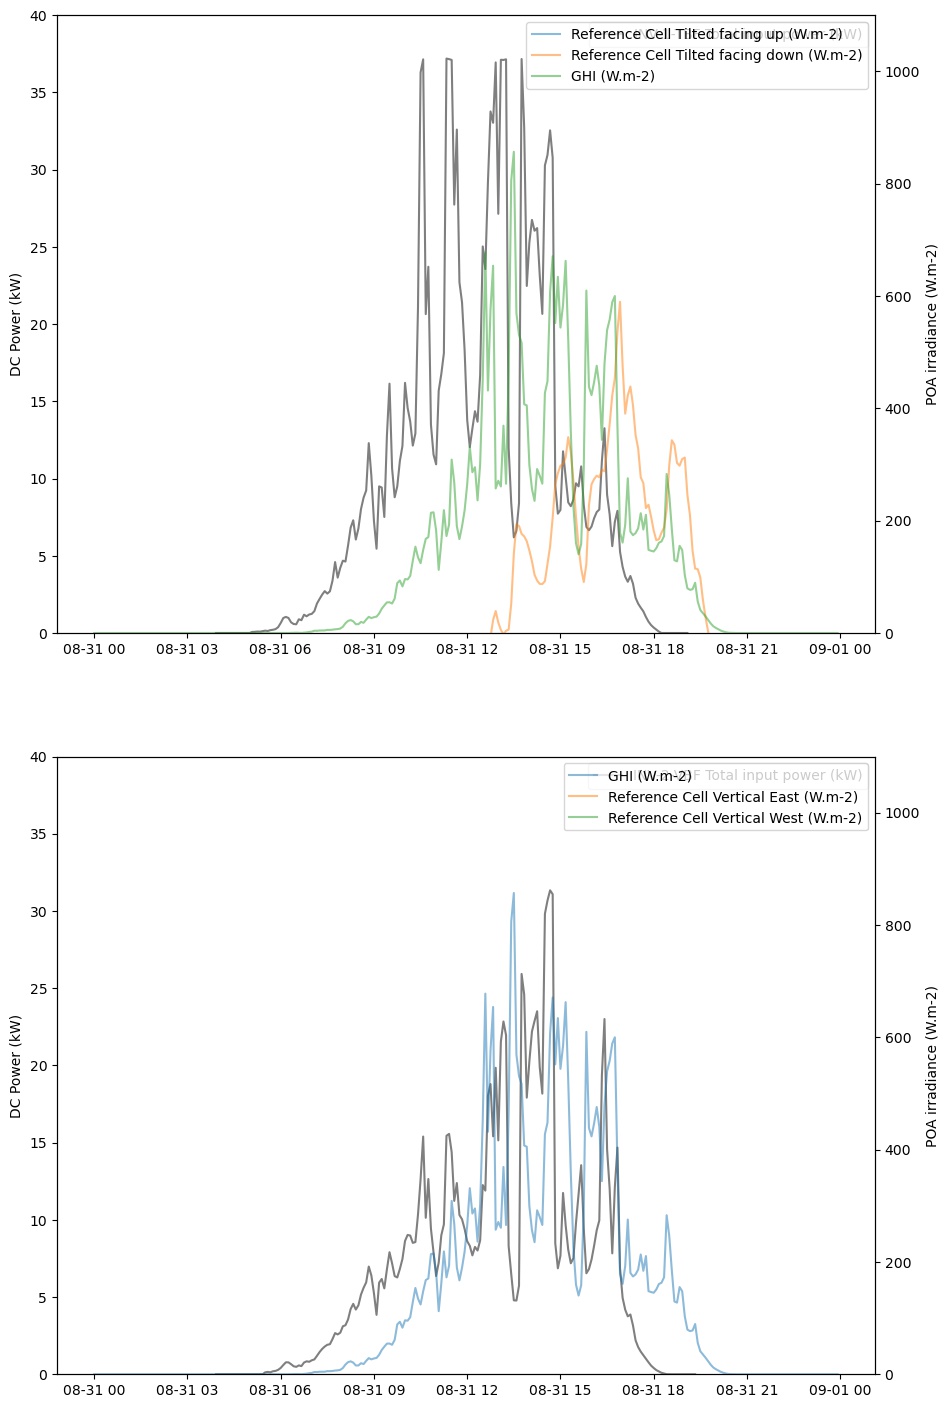 40
35
30
25
20
15
10
5
0
DC Power (kW)
Reference Cell Tilted facing up (W.m-2)
Reference Cell Tilted facing down (W.m-2)
GHI (W.m-2)
1000
800
600
400
200
0
POA irradiance (W.m-2)
08-31 00 08-31 03 08-31 06 08-31 09 08-31 12 08-31 15 08-31 18 08-31 21 09-01 00
40
35
30
25
20
15
10
5
0
DC Power (kW)
GHI (W.m-2) Total input power (kW)
Reference Cell Vertical East (W.m-2)
Reference Cell Vertical West (W.m-2)
1000
800
600
400
200
0
POA irradiance (W.m-2)
08-31 00 08-31 03 08-31 06 08-31 09 08-31 12 08-31 15 08-31 18 08-31 21 09-01 00